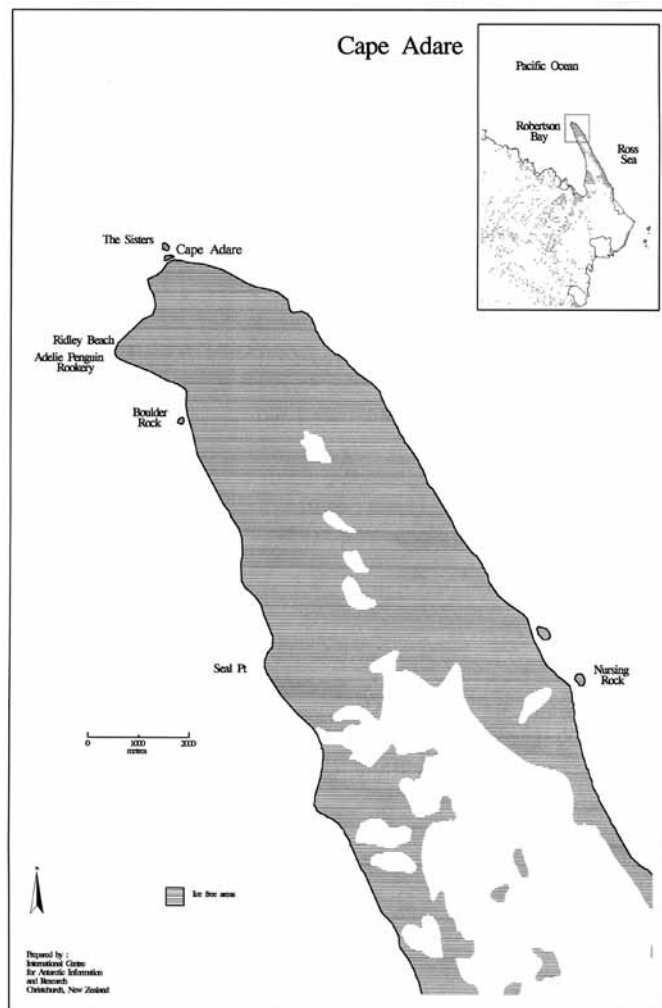 Cape Adare
Pacific Ocean
Robertson
Bay
Ross
Sea
The Sisters
Cape Adare
Ridley Beach
Adelie Penguin
Rookery
Boulder
Rock
Seal Pt
Nursing
Rock
0 1000 2000
metres
Ice free areas
Prepared by :
International Centre
for Antarctic Information
and Research
Christchurch, New Zealand